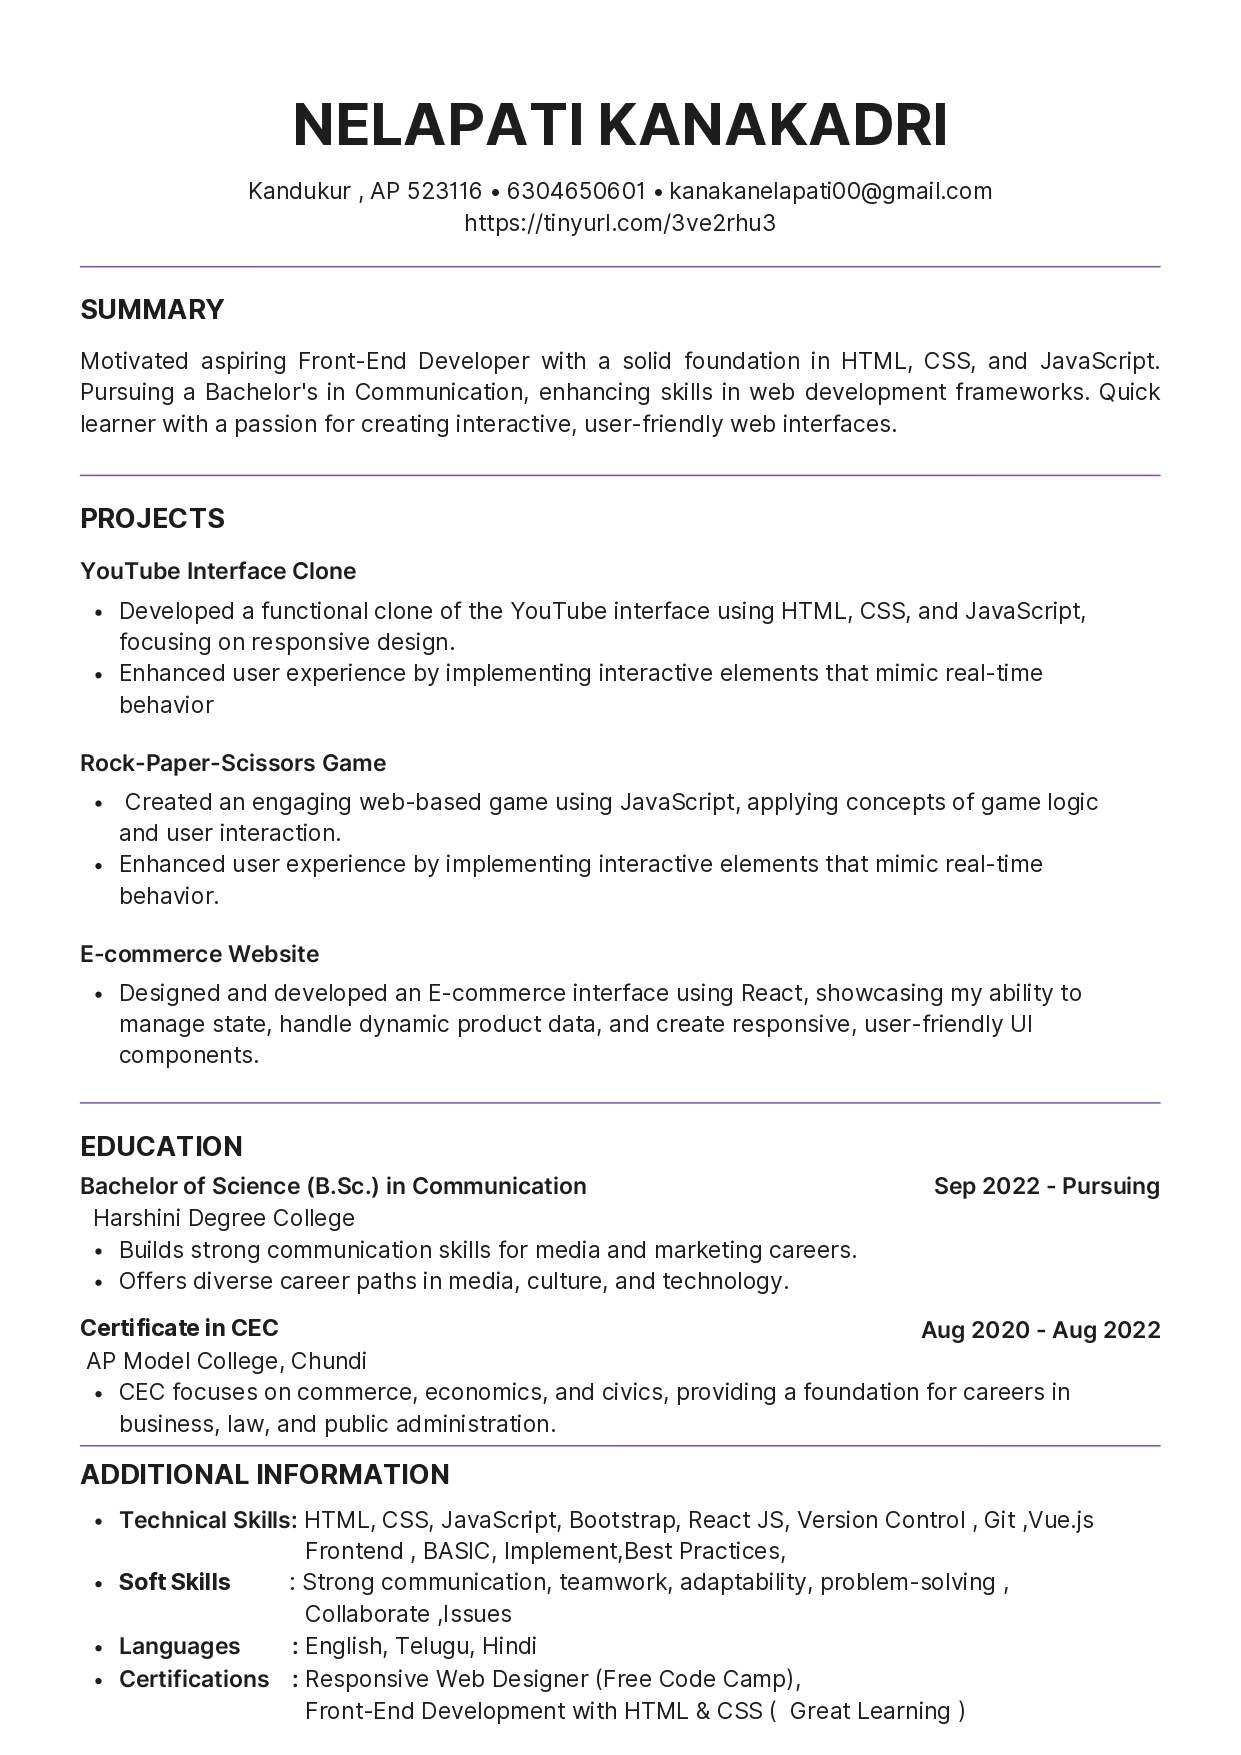 NELAPATI KANAKADRI
Kandukur , AP 523116 • 6304650601 • kanakanelapati00@gmail.com
https://tinyurl.com/3ve2rhu3
SUMMARY
Motivated aspiring Front-End Developer with a solid foundation in HTML, CSS, and JavaScript.
Pursuing a Bachelor's in Communication, enhancing skills in web development frameworks. Quick
learner with a passion for creating interactive, user-friendly web interfaces.
PROJECTS
YouTube Interface Clone
• Developed a functional clone of the YouTube interface using HTML, CSS, and JavaScript,
focusing on responsive design.
• Enhanced user experience by implementing interactive elements that mimic real-time
behavior
Rock-Paper-Scissors Game
• Created an engaging web-based game using JavaScript, applying concepts of game logic
and user interaction.
• Enhanced user experience by implementing interactive elements that mimic real-time
behavior.
E-commerce Website
• Designed and developed an E-commerce interface using React, showcasing my ability to
manage state, handle dynamic product data, and create responsive, user-friendly UI
components.
EDUCATION
Bachelor of Science (B.Sc.) in Communication Sep 2022 - Pursuing
Harshini Degree College
• Builds strong communication skills for media and marketing careers.
• Offers diverse career paths in media, culture, and technology.
Certificate in CEC Aug 2020 - Aug 2022
AP Model College, Chundi
• CEC focuses on commerce, economics, and civics, providing a foundation for careers in
business, law, and public administration.
ADDITIONAL INFORMATION
• Technical Skills: HTML, CSS, JavaScript, Bootstrap, React JS, Version Control , Git ,Vue.js
Frontend , BASIC, Implement,Best Practices,
• Soft Skills : Strong communication, teamwork, adaptability, problem-solving ,
Collaborate ,Issues
• Languages : English, Telugu, Hindi
• Certifications : Responsive Web Designer (Free Code Camp),
Front-End Development with HTML & CSS ( Great Learning )